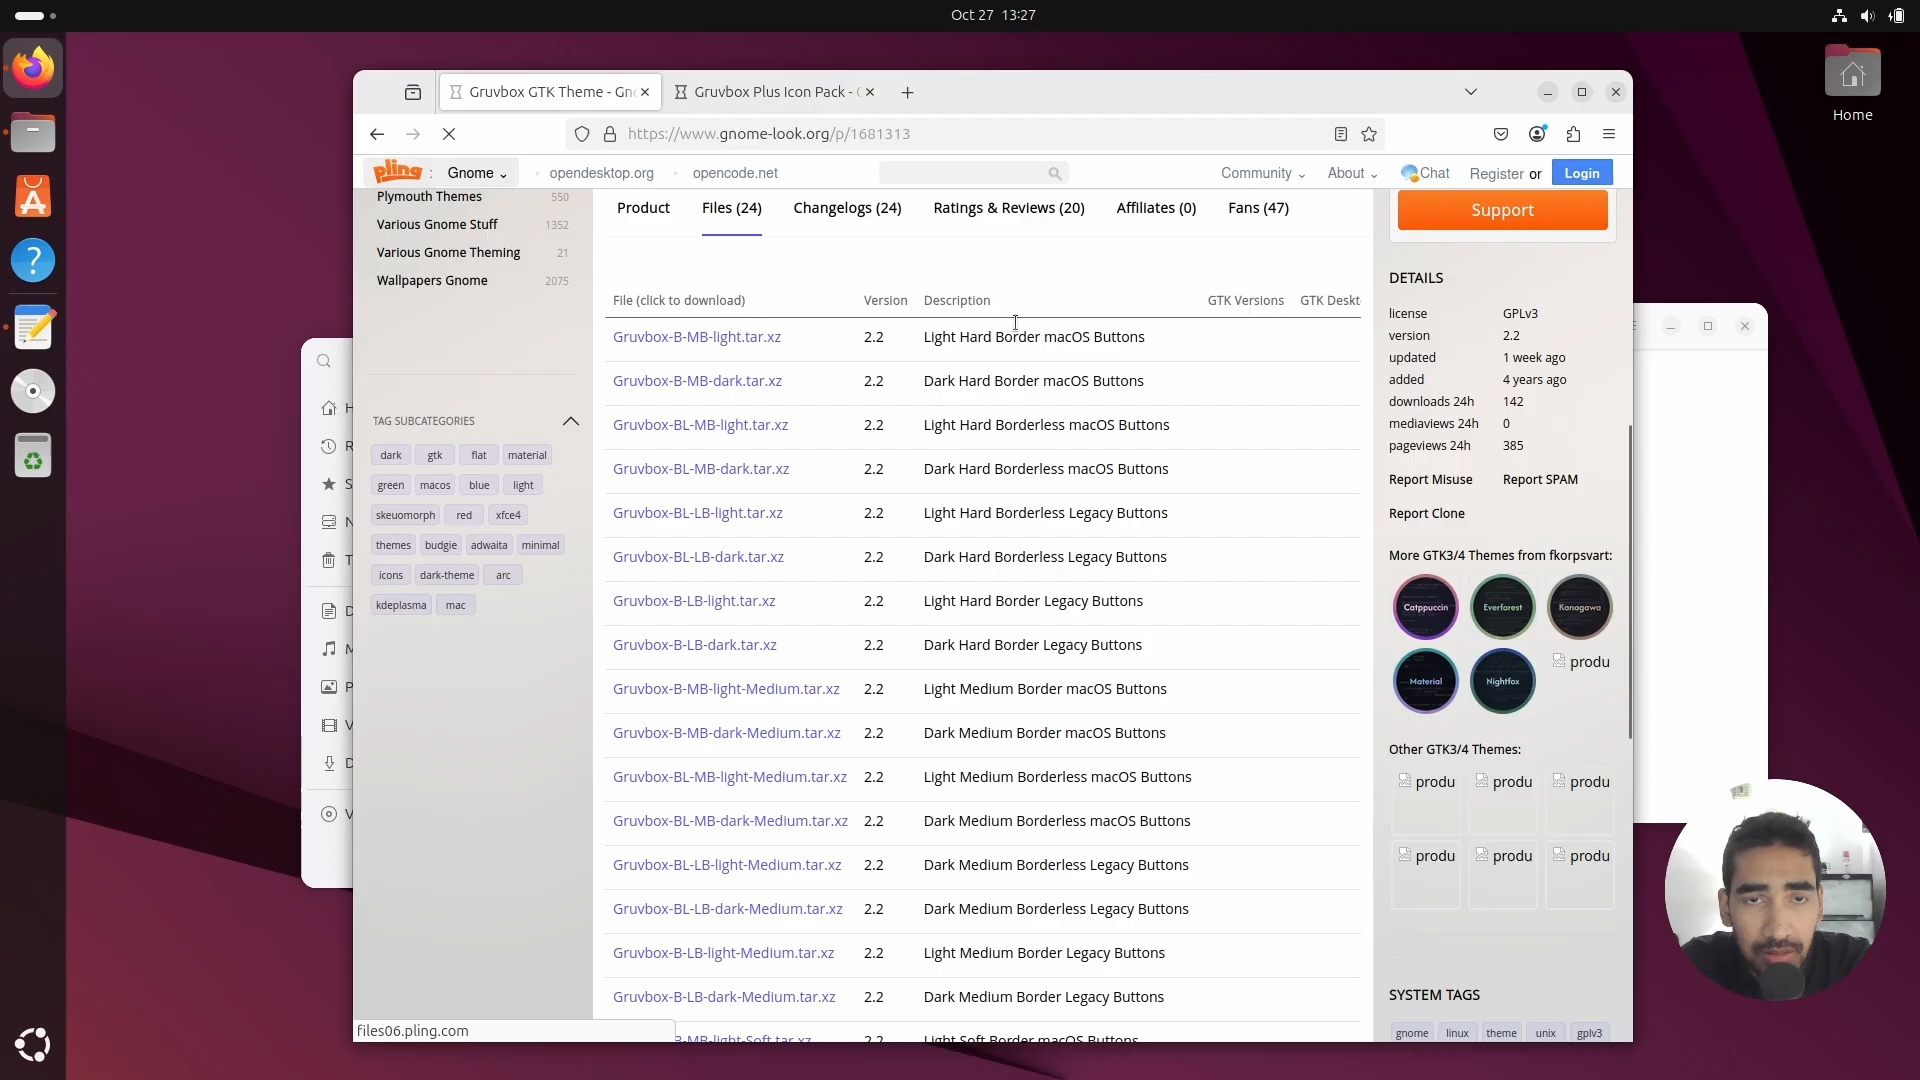 Oct 27 13:27
Home
Gruvbox GTK Theme - Gn
Gruvbox Plus Icon Pack -
https://www.gnome-look.org/p/1681313
pling : Gnome opendesktop.org opencode.net
Community About Chat Register or Login
Plymouth Themes 550
Various Gnome Stuff 1352
Various Gnome Theming 21
Wallpapers Gnome 2075
TAG SUBCATEGORIES
dark gtk flat material
green macos blue light
skeuomorph red xfce4
themes budgie adwaita minimal
icons dark-theme arc
kdeplasma mac
Product Files (24) Changelogs (24) Ratings & Reviews (20) Affiliates (0) Fans (47)
File (click to download) Version Description GTK Versions GTK Deskt
Gruvbox-B-MB-light.tar.xz 2.2 Light Hard Border macOS Buttons
Gruvbox-B-MB-dark.tar.xz 2.2 Dark Hard Border macOS Buttons
Gruvbox-BL-MB-light.tar.xz 2.2 Light Hard Borderless macOS Buttons
Gruvbox-BL-MB-dark.tar.xz 2.2 Dark Hard Borderless macOS Buttons
Gruvbox-BL-LB-light.tar.xz 2.2 Light Hard Borderless Legacy Buttons
Gruvbox-BL-LB-dark.tar.xz 2.2 Dark Hard Borderless Legacy Buttons
Gruvbox-B-LB-light.tar.xz 2.2 Light Hard Border Legacy Buttons
Gruvbox-B-LB-dark.tar.xz 2.2 Dark Hard Border Legacy Buttons
Gruvbox-B-MB-light-Medium.tar.xz 2.2 Light Medium Border macOS Buttons
Gruvbox-B-MB-dark-Medium.tar.xz 2.2 Dark Medium Border macOS Buttons
Gruvbox-BL-MB-light-Medium.tar.xz 2.2 Light Medium Borderless macOS Buttons
Gruvbox-BL-MB-dark-Medium.tar.xz 2.2 Dark Medium Borderless macOS Buttons
Gruvbox-BL-LB-light-Medium.tar.xz 2.2 Dark Medium Borderless Legacy Buttons
Gruvbox-BL-LB-dark-Medium.tar.xz 2.2 Dark Medium Borderless Legacy Buttons
Gruvbox-B-LB-light-Medium.tar.xz 2.2 Light Medium Border Legacy Buttons
Gruvbox-B-LB-dark-Medium.tar.xz 2.2 Dark Medium Border Legacy Buttons
B-MB-light-Soft.tar.xz 2.2 Light Soft Border macOS Buttons
files06.pling.com
Support
DETAILS
license GPLv3
version 2.2
updated 1 week ago
added 4 years ago
downloads 24h 142
mediaviews 24h 0
pageviews 24h 385
Report Misuse Report SPAM
Report Clone
More GTK3/4 Themes from fkorpsvart:
Catppuccin Everforest Kanagawa
Material Nightfox produ
Other GTK3/4 Themes:
produ produ produ
produ produ produ
SYSTEM TAGS
gnome linux theme unix gplv3